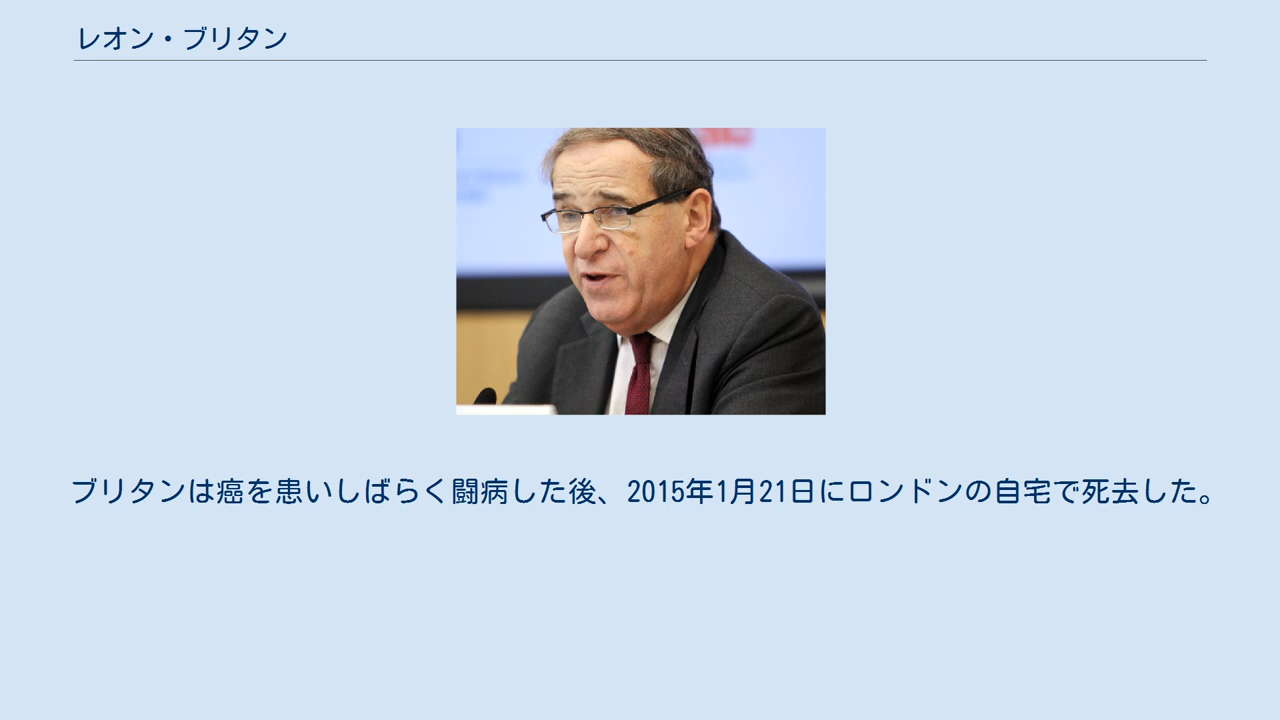 レオン・ブリタン
ブリタンは癌を患いしばらく闘病した後、2015年1月21日にロンドンの自宅で死去した。